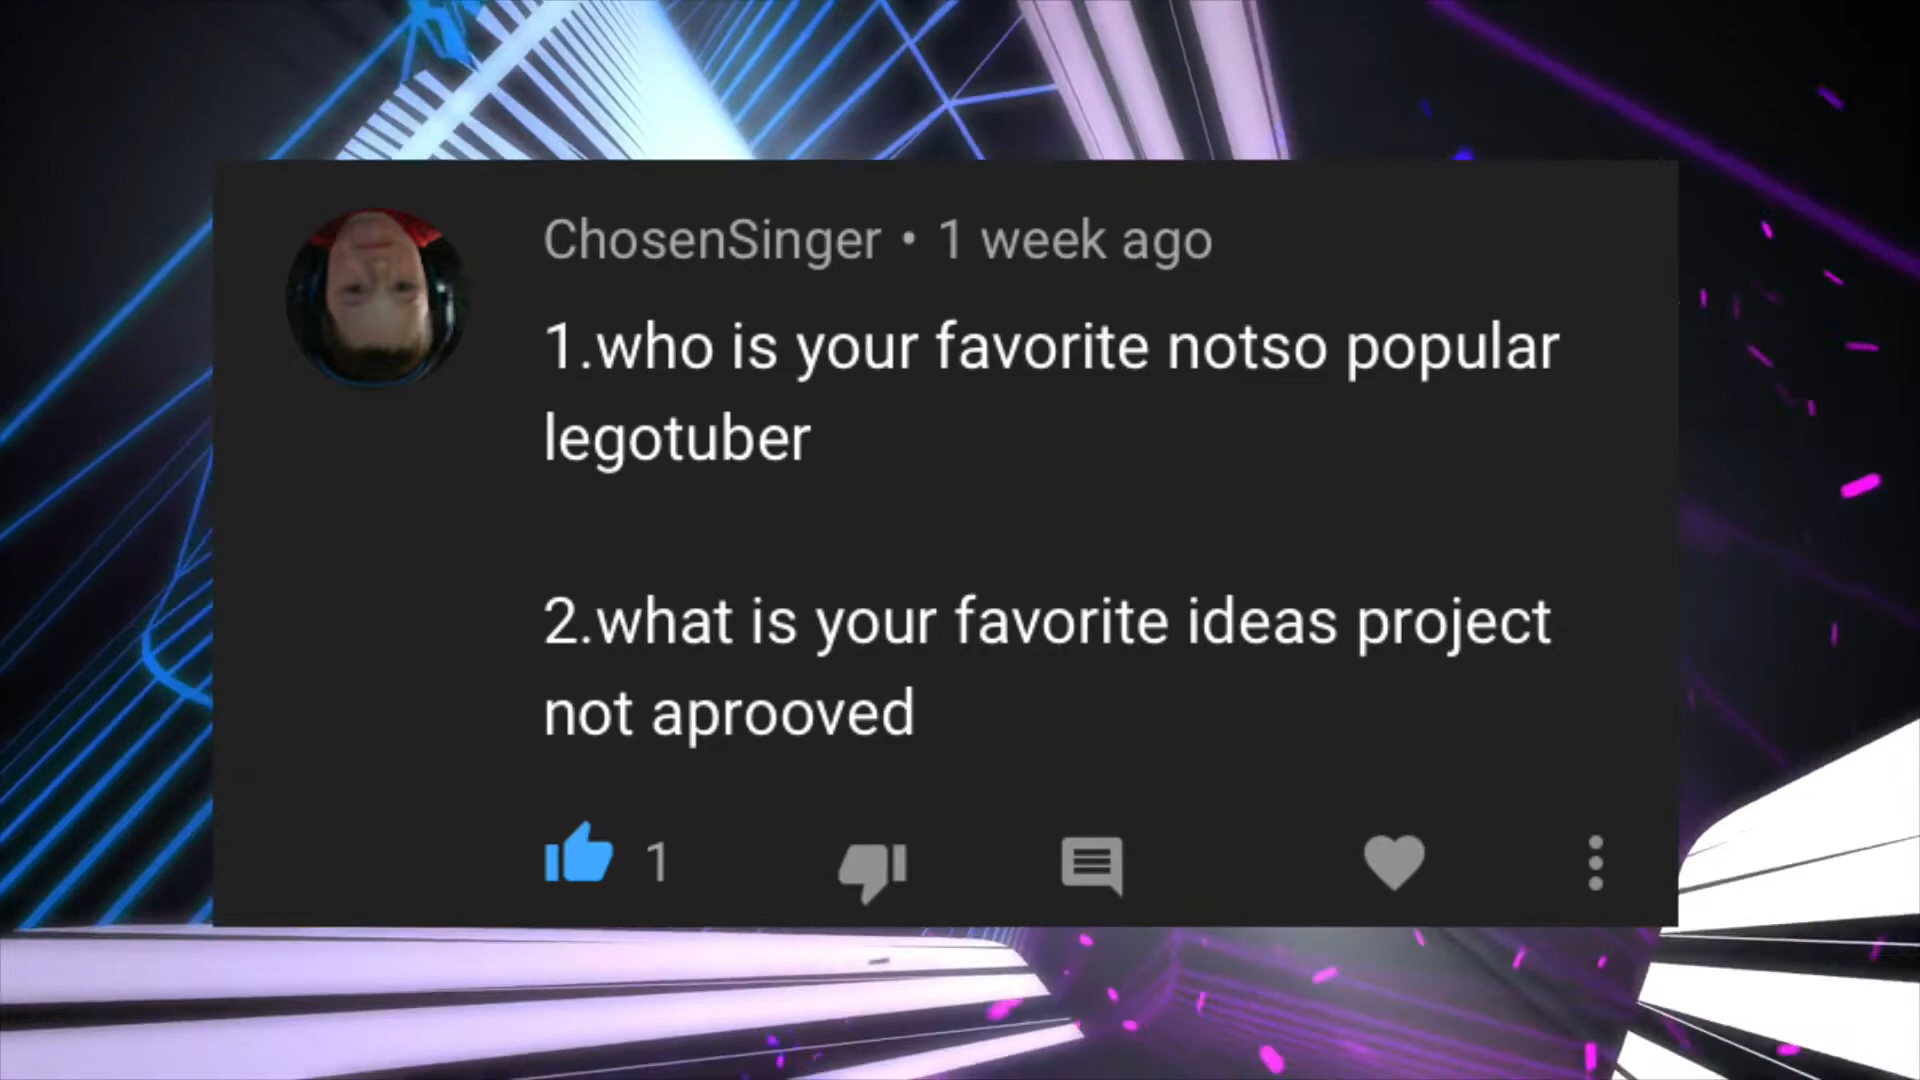 ChosenSinger • 1 week ago
1.who is your favorite notso popular
legotuber
2.what is your favorite ideas project
not aprooved
1